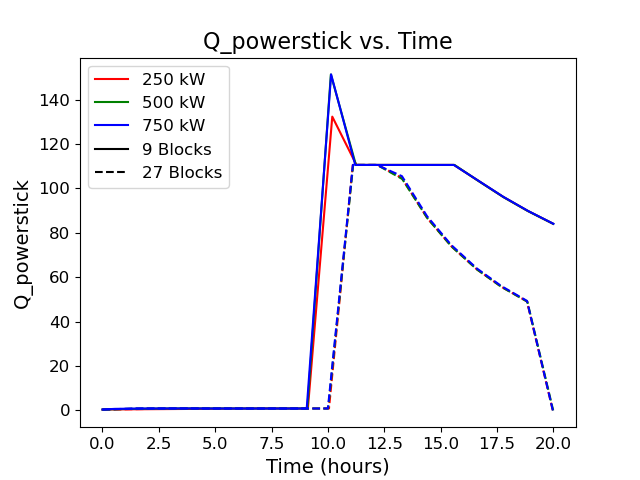 Q_powerstick vs. Time
250 kW
500 kW
750 kW
9 Blocks
27 Blocks
Q_powerstick
140
120
100
80
60
40
20
0
0.0 2.5 5.0 7.5 10.0 12.5 15.0 17.5 20.0
Time (hours)